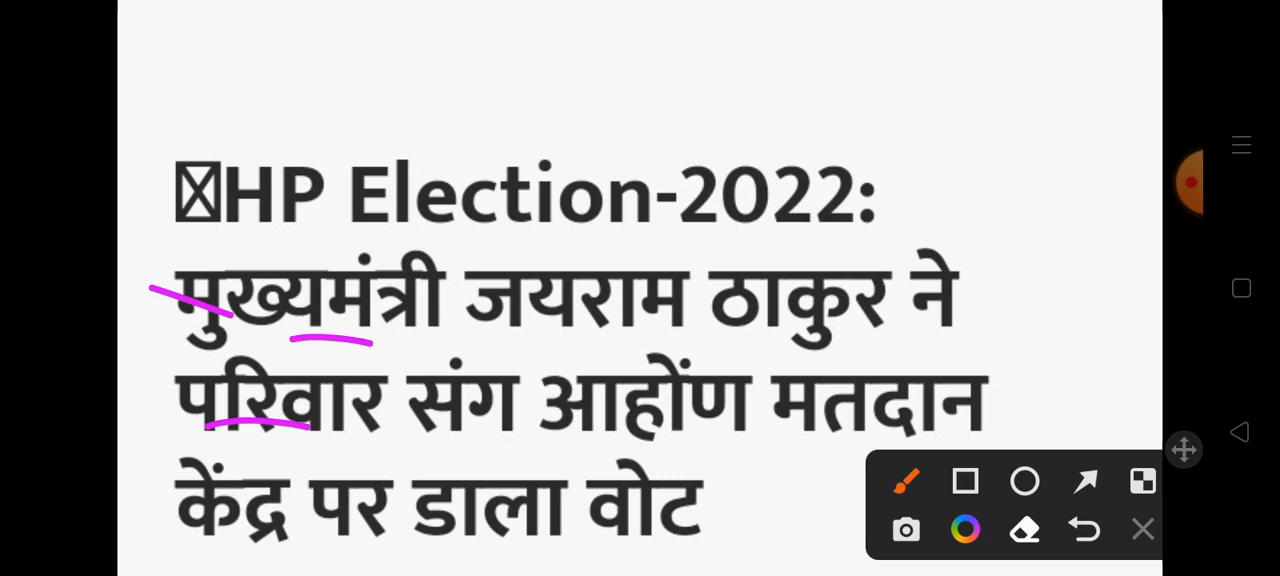 HP Election-2022:
मुख्यमंत्री जयराम ठाकुर ने
परिवार संग आहोंण मतदान
केंद्र पर डाला वोट